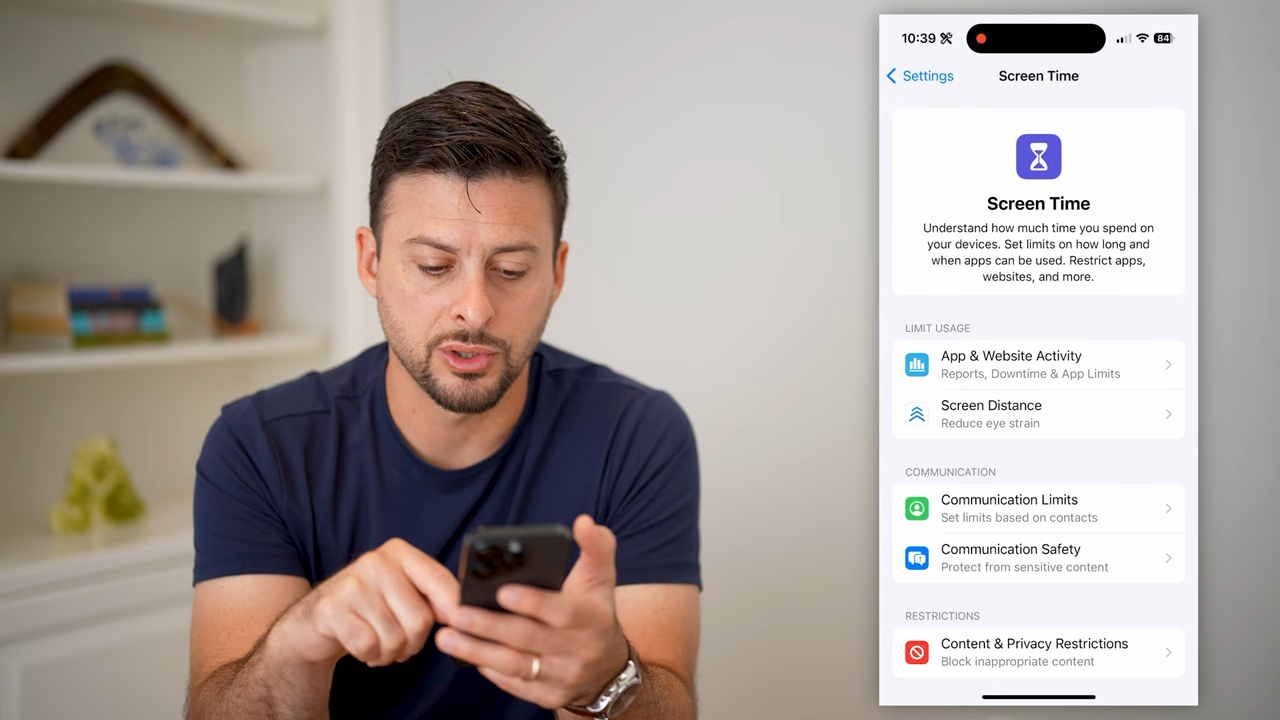 10:39
84
Settings
Screen Time
Screen Time
Understand how much time you spend on
your devices. Set limits on how long and
when apps can be used. Restrict apps,
websites, and more.
LIMIT USAGE
App & Website Activity
Reports, Downtime & App Limits
Screen Distance
Reduce eye strain
COMMUNICATION
Communication Limits
Set limits based on contacts
Communication Safety
Protect from sensitive content
RESTRICTIONS
Content & Privacy Restrictions
Block inappropriate content